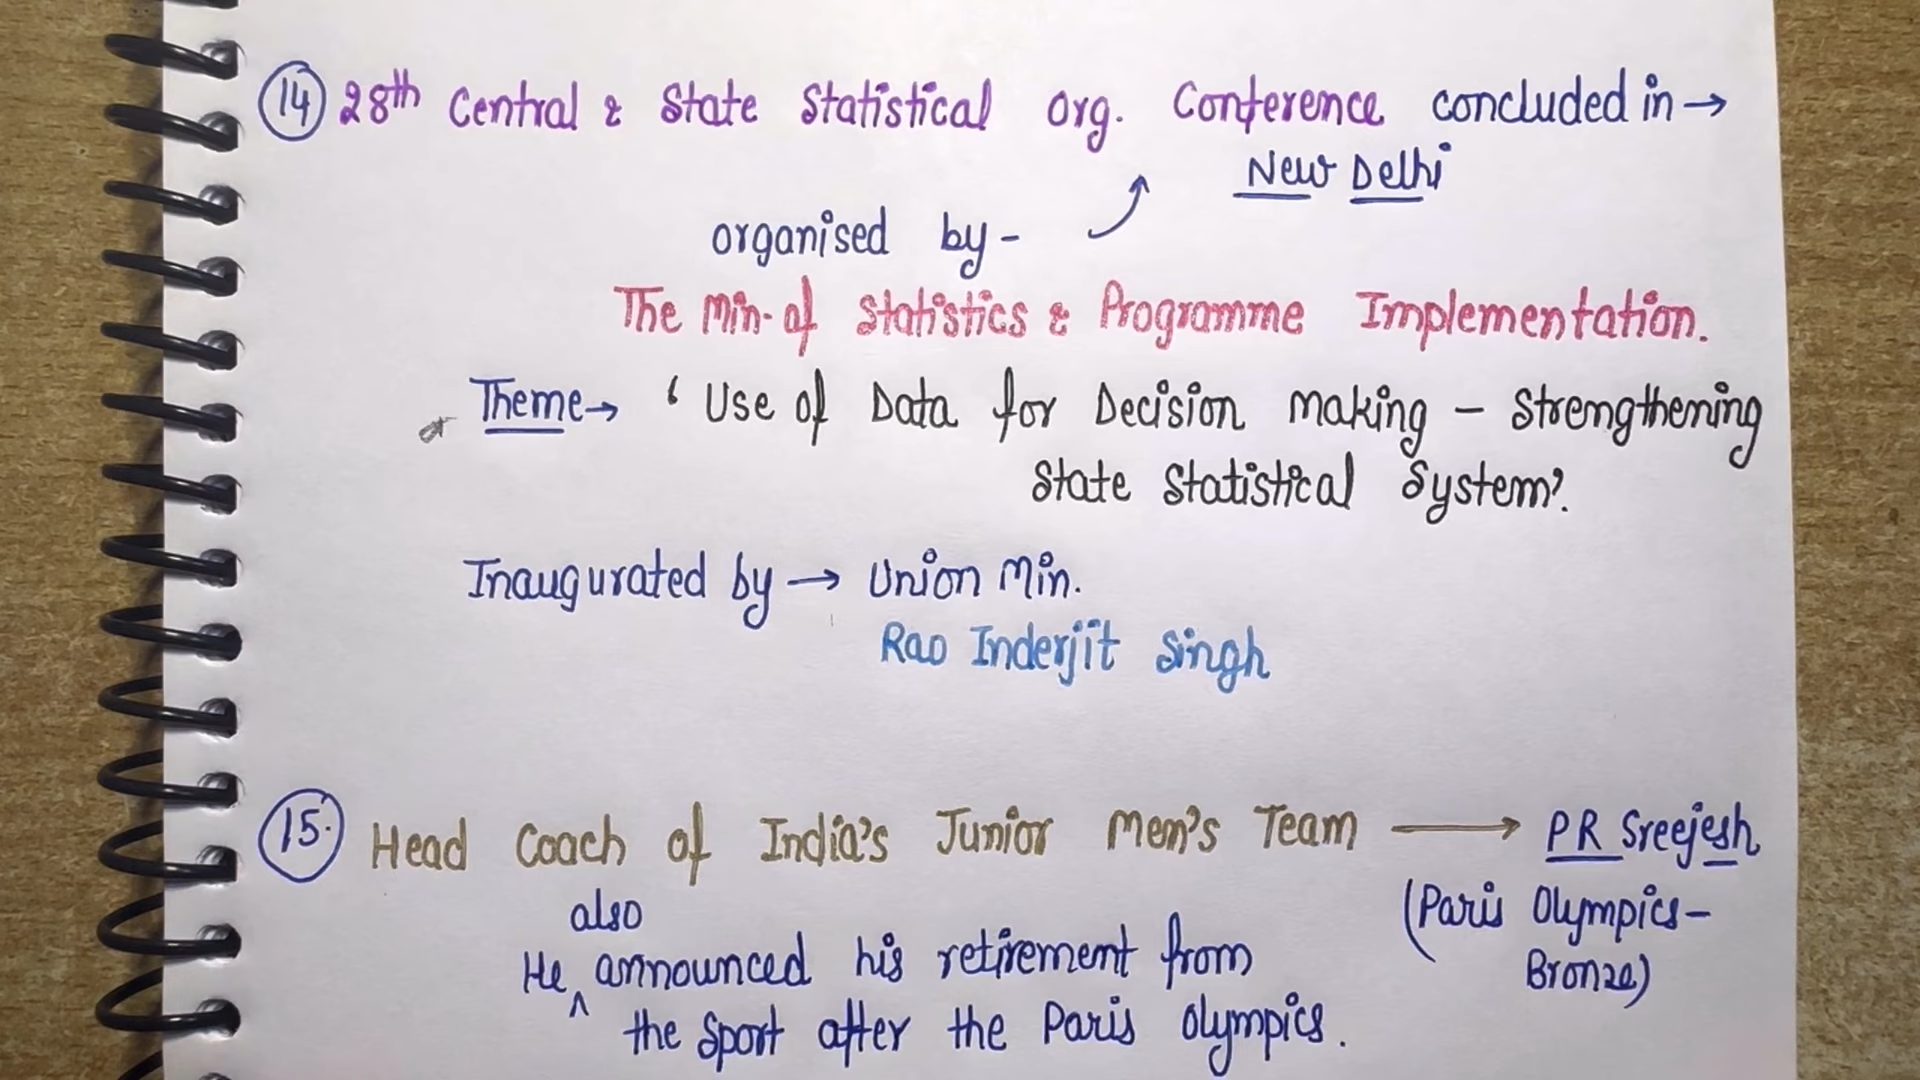 14 28th Central & State Statistical Org. Conference concluded in →
New Delhi
organised by -
The Min. of Statistics & Programme Implementation.
Theme → ' Use of Data for Decision Making - Strengthening
State Statistical System'.
Inaugurated by → Union Min.
Rao Inderjit Singh
15. Head Coach of India's Junior Men's Team → PR Sreejesh
(Paris Olympics-
Bronze)
also
He ^ announced his retirement from
the Sport after the Paris Olympics.